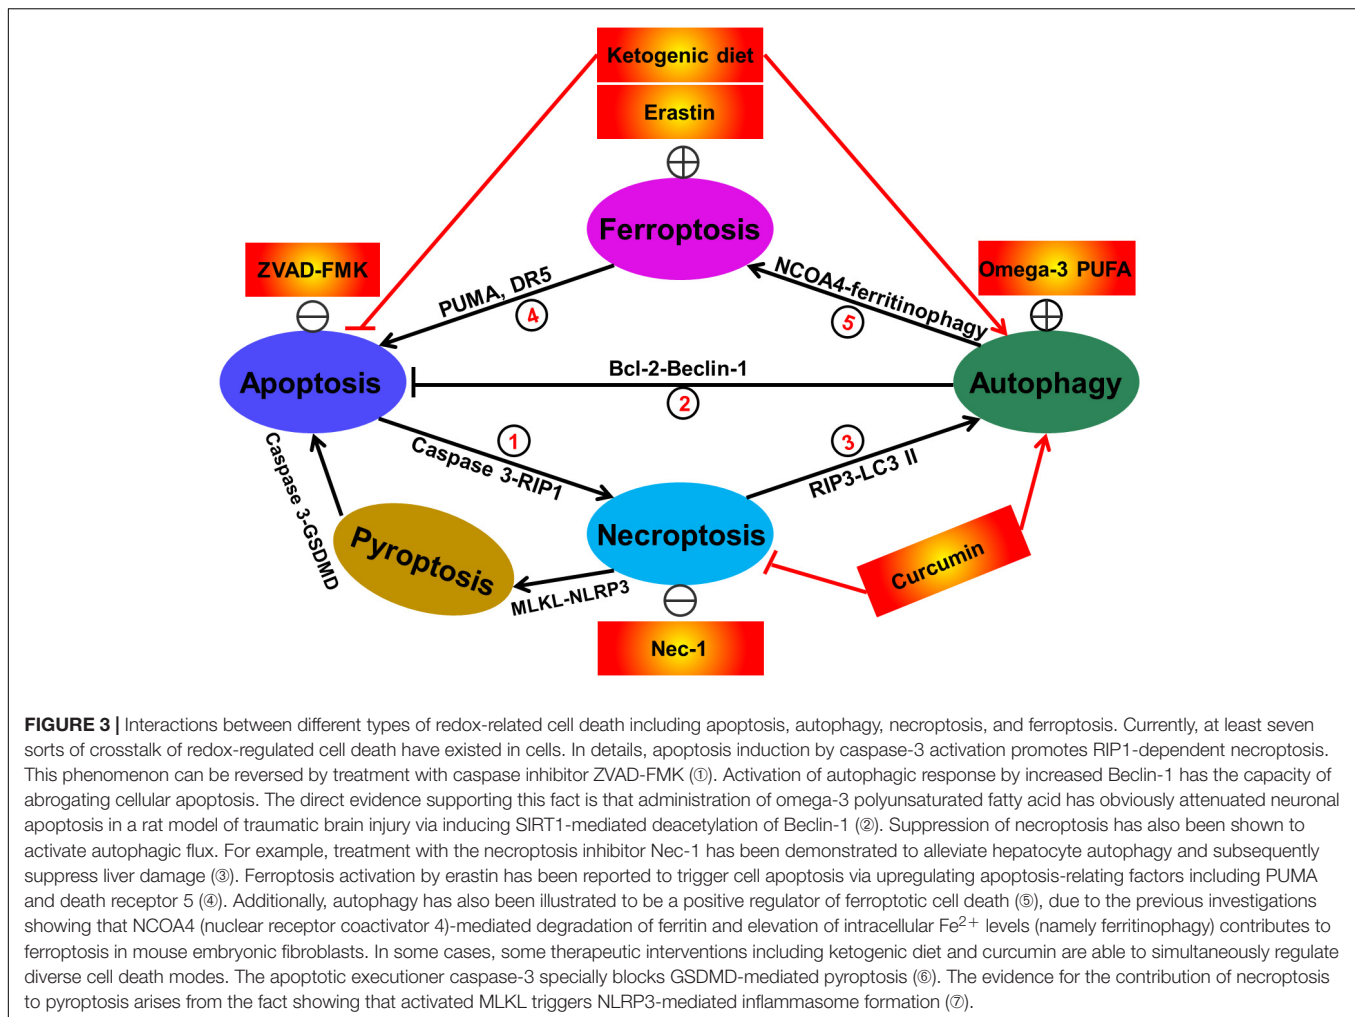 Ketogenic diet
Erastin
⊕
Ferroptosis
ZVAD-FMK
⊖
Omega-3 PUFA
⊕
PUMA, DR5
④
NCOA4-ferritinophagy
⑤
Apoptosis
Bcl-2-Beclin-1
②
Autophagy
Caspase 3-RIP1
①
RIP3-LC3 II
③
Caspase 3-GSDMD
Pyroptosis
Necroptosis
MLKL-NLRP3
⊖
Nec-1
Curcumin
FIGURE 3 | Interactions between different types of redox-related cell death including apoptosis, autophagy, necroptosis, and ferroptosis. Currently, at least seven
sorts of crosstalk of redox-regulated cell death have existed in cells. In details, apoptosis induction by caspase-3 activation promotes RIP1-dependent necroptosis.
This phenomenon can be reversed by treatment with caspase inhibitor ZVAD-FMK (①). Activation of autophagic response by increased Beclin-1 has the capacity of
abrogating cellular apoptosis. The direct evidence supporting this fact is that administration of omega-3 polyunsaturated fatty acid has obviously attenuated neuronal
apoptosis in a rat model of traumatic brain injury via inducing SIRT1-mediated deacetylation of Beclin-1 (②). Suppression of necroptosis has also been shown to
activate autophagic flux. For example, treatment with the necroptosis inhibitor Nec-1 has been demonstrated to alleviate hepatocyte autophagy and subsequently
suppress liver damage (③). Ferroptosis activation by erastin has been reported to trigger cell apoptosis via upregulating apoptosis-relating factors including PUMA
and death receptor 5 (④). Additionally, autophagy has also been illustrated to be a positive regulator of ferroptotic cell death (⑤), due to the previous investigations
showing that NCOA4 (nuclear receptor coactivator 4)-mediated degradation of ferritin and elevation of intracellular Fe²⁺ levels (namely ferritinophagy) contributes to
ferroptosis in mouse embryonic fibroblasts. In some cases, some therapeutic interventions including ketogenic diet and curcumin are able to simultaneously regulate
diverse cell death modes. The apoptotic executioner caspase-3 specially blocks GSDMD-mediated pyroptosis (⑥). The evidence for the contribution of necroptosis
to pyroptosis arises from the fact showing that activated MLKL triggers NLRP3-mediated inflammasome formation (⑦).